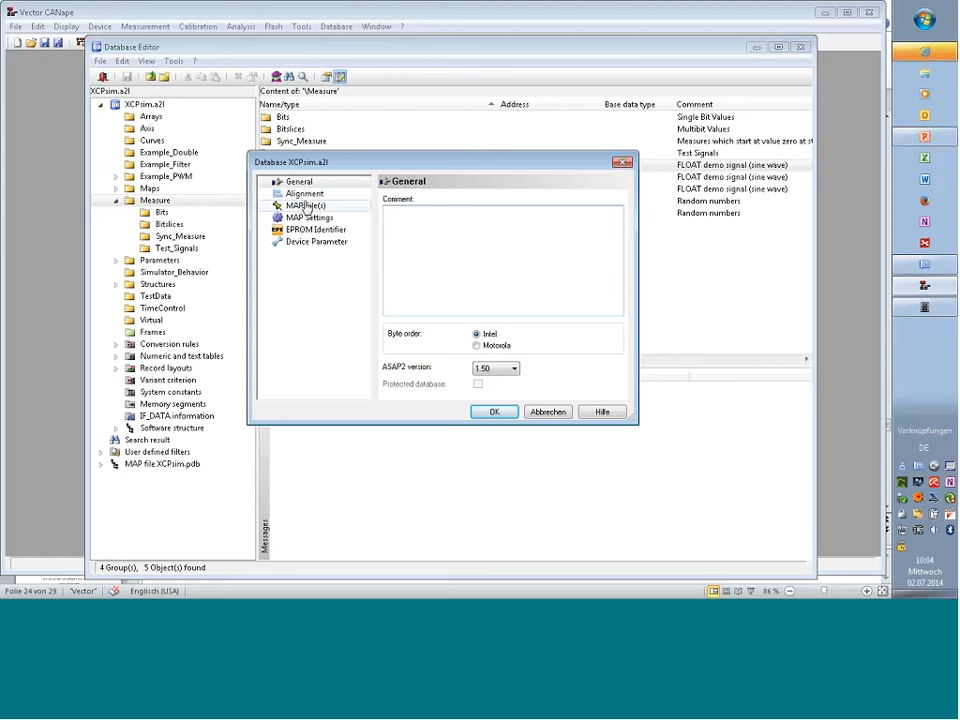 Vector CANape
File Edit Display Device Measurement Calibration Analysis Flash Tools Database Window ?
Database Editor
File Edit View Tools ?
XCPsim.a2l
Content of: '\Measure'
Name/type Address Base data type Comment
XCPsim.a2l
Arrays
Axis
Curves
Example_Double
Example_Filter
Example_PWM
Maps
Measure
Bits
Bitslices
Sync_Measure
Test_Signals
Parameters
Simulator_Behavior
Structures
TestData
TimeControl
Virtual
Frames
Conversion rules
Numeric and text tables
Record layouts
Variant criterion
System constants
Memory segments
IF_DATA information
Software structure
Search result
User defined filters
MAP file XCPsim.pdb
Bits Single Bit Values
Bitslices Multibit Values
Sync_Measure Measures which start at value zero at s
Test Signals
FLOAT demo signal (sine wave)
FLOAT demo signal (sine wave)
FLOAT demo signal (sine wave)
Random numbers
Random numbers
Database XCPsim.a2l
General
Alignment
MAP File(s)
MAP Settings
EPK EPROM Identifier
Device Parameter
General
Comment:
Byte order: Intel
Motorola
ASAP2 version: 1.50
Protected database:
OK Abbrechen Hilfe
Messages
4 Group(s), 5 Object(s) found
Folie 24 von 29 "Vector" Englisch (USA) 86 %
Verknüpfungen
DE
10:04
Mittwoch
02.07.2014